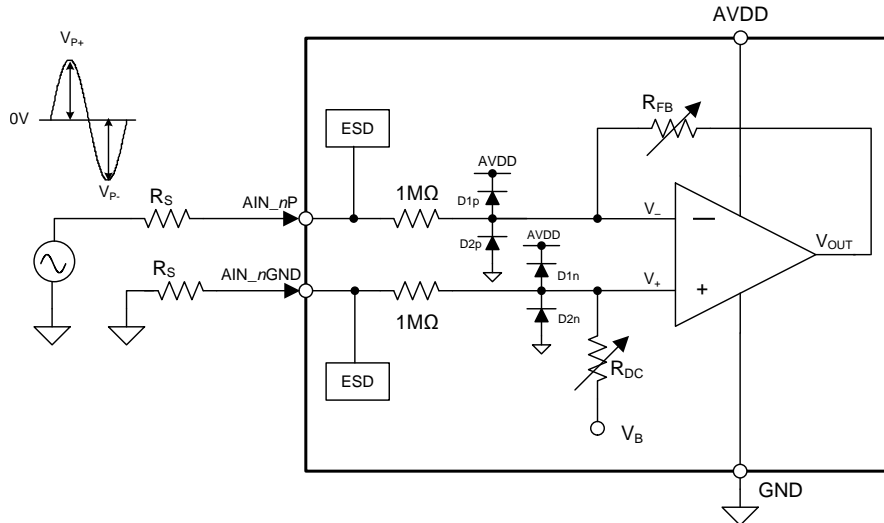 AVDD
V_P+
0V
V_P-
ESD
R_FB
AVDD
R_S
AIN_nP
1MΩ
D1p
D2p
V_–
–
AVDD
V_OUT
R_S
AIN_nGND
D1n
V_+
+
1MΩ
D2n
ESD
R_DC
V_B
GND